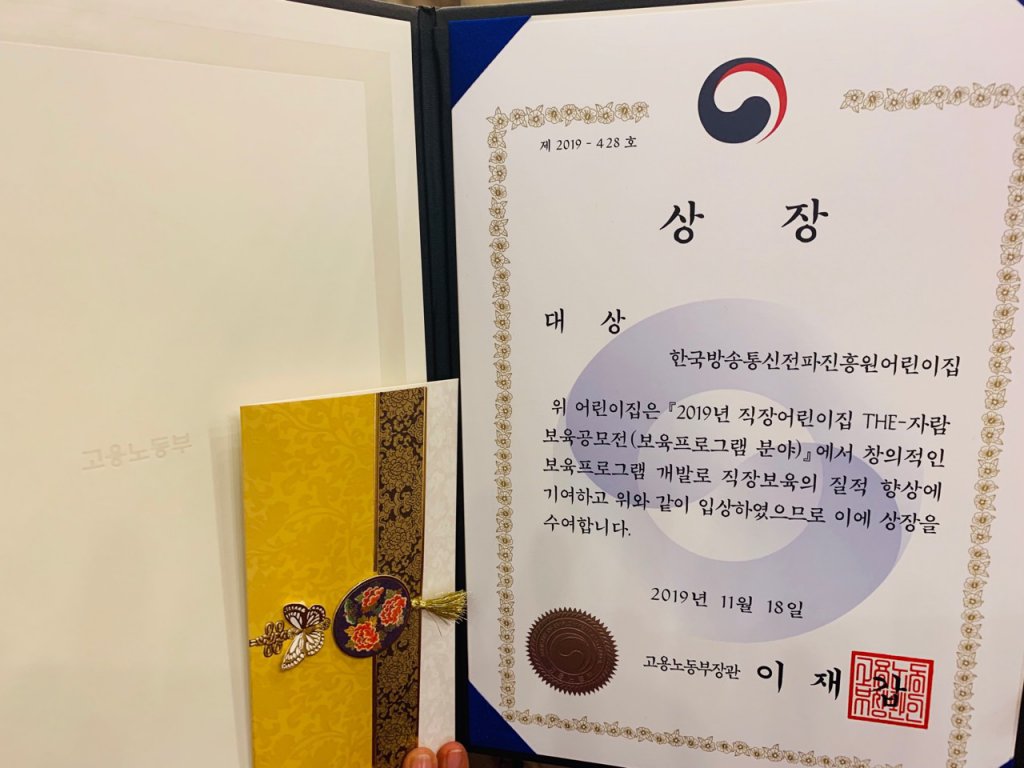 고용노동부
제 2019 - 428 호
상 장
대 상
한국방송통신전파진흥원어린이집
위 어린이집은 『2019년 직장어린이집 THE-자람
보육공모전(보육프로그램 분야)』에서 창의적인
보육프로그램 개발로 직장보육의 질적 향상에
기여하고 위와 같이 입상하였으므로 이에 상장을
수여합니다.
2019년 11월 18일
고용노동부장관 이 재 갑